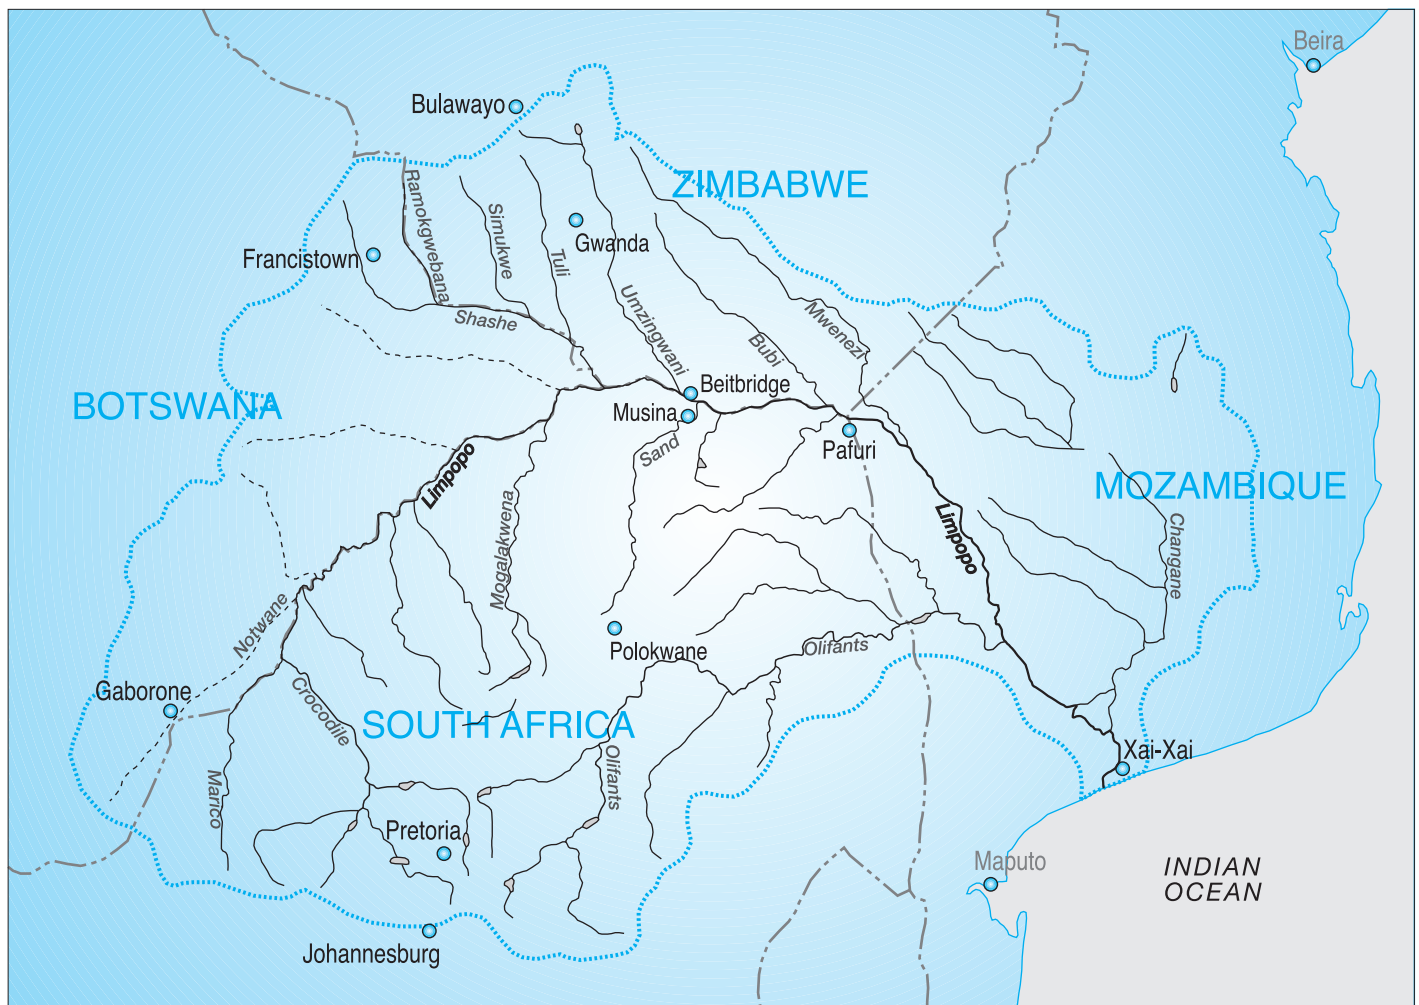 Beira
Bulawayo
ZIMBABWE
Ramokgwebana
Simukwe
Tuli
Gwanda
Francistown
Umzingwani
Shashe
Mwenezi
Bubi
Beitbridge
BOTSWANA
Musina
Sand
Pafuri
Limpopo
MOZAMBIQUE
Mogalakwena
Limpopo
Changane
Notwane
Polokwane
Olifants
Gaborone
Crocodile
SOUTH AFRICA
Xai-Xai
Olifants
Marico
Pretoria
Maputo
INDIAN
OCEAN
Johannesburg